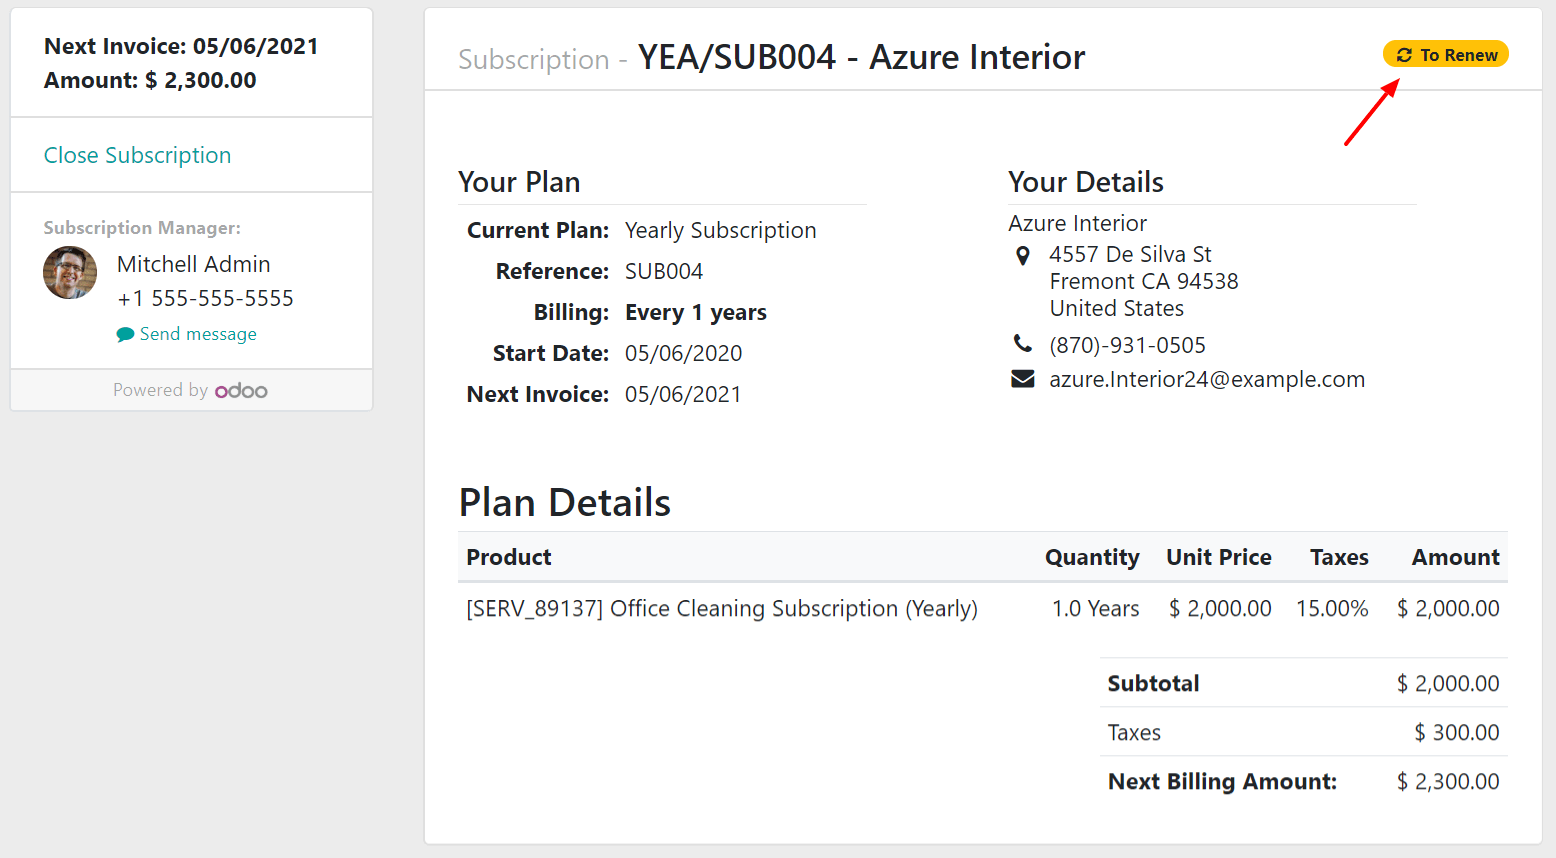 Next Invoice: 05/06/2021
Amount: $ 2,300.00
Close Subscription
Subscription Manager:
Mitchell Admin
+1 555-555-5555
Send message
Powered by odoo
Subscription - YEA/SUB004 - Azure Interior
To Renew
Your Plan
Current Plan: Yearly Subscription
Reference: SUB004
Billing: Every 1 years
Start Date: 05/06/2020
Next Invoice: 05/06/2021
Your Details
Azure Interior
4557 De Silva St
Fremont CA 94538
United States
(870)-931-0505
azure.Interior24@example.com
Plan Details
Product Quantity Unit Price Taxes Amount
[SERV_89137] Office Cleaning Subscription (Yearly) 1.0 Years $ 2,000.00 15.00% $ 2,000.00
Subtotal $ 2,000.00
Taxes $ 300.00
Next Billing Amount: $ 2,300.00